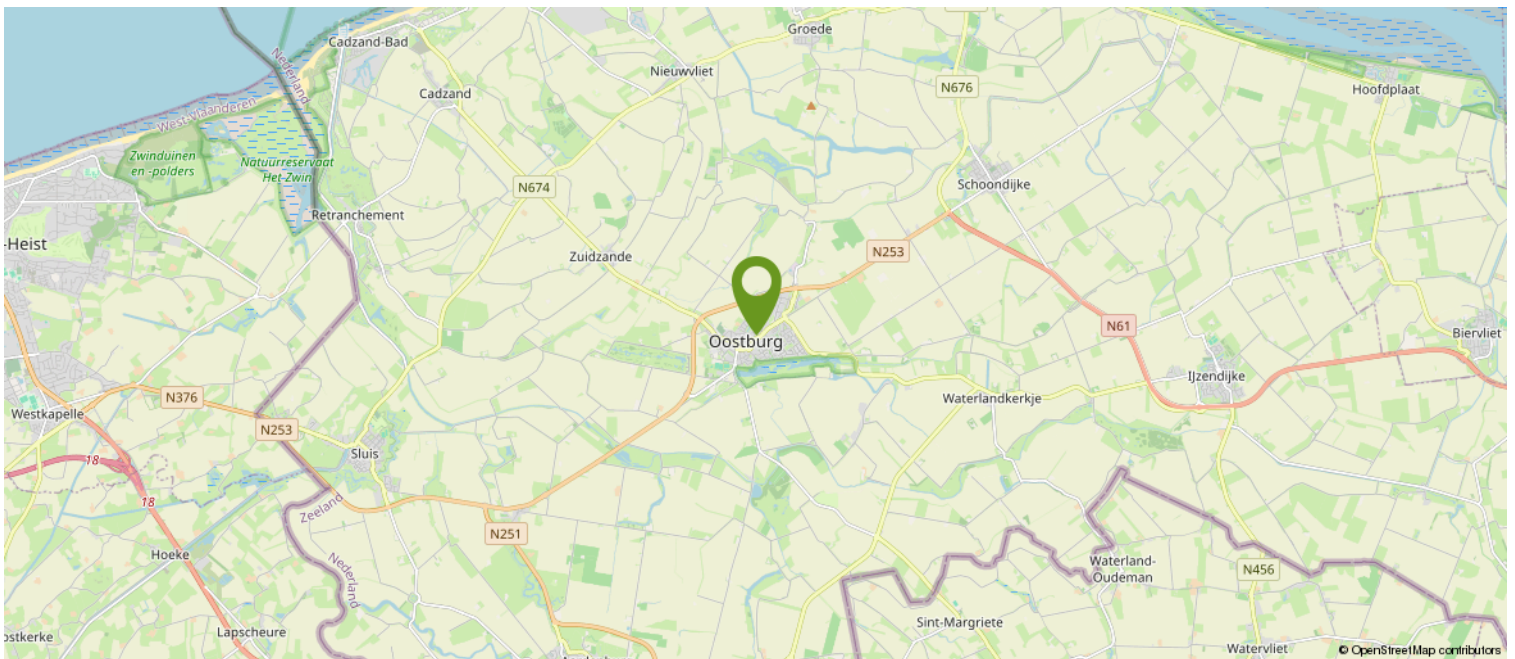 Cadzand-Bad
Groede
Nederland
Nieuwvliet
N676
Cadzand
Hoofdplaat
West-Vlaanderen
Zwinduinen
en -polders
Natuurreservaat
Het Zwin
N674
Schoondijke
Retranchement
-Heist
N253
Zuidzande
N61
Biervliet
Oostburg
IJzendijke
N376
Waterlandkerkje
Westkapelle
N253
Sluis
18
18
Zeeland
N251
Hoeke
Nederland
Waterland-
Oudeman
N456
Sint-Margriete
Lapscheure
ostkerke
Watervliet
© OpenStreetMap contributors